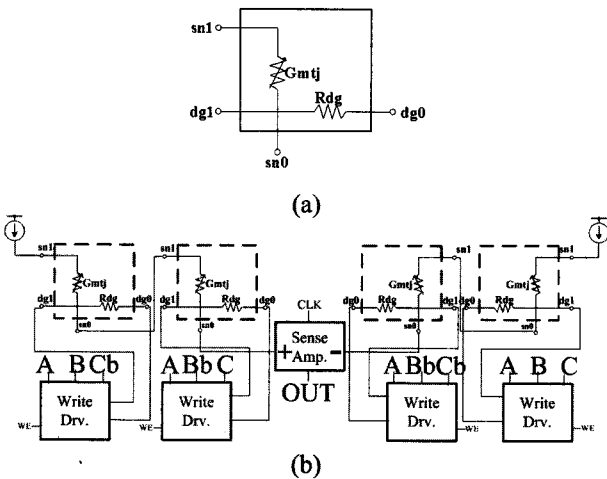 sn1
Gmtj
Rdg
dg1
dg0
sn0
(a)
sn1 sn1 sn1 sn1
Gmtj Gmtj Gmtj Gmtj
dg1 Rdg dg0 dg1 Rdg dg0 CLK dg0 Rdg dg1 dg0 Rdg dg1
sn0 sn0 sn0 sn0
+ Sense Amp. -
OUT
A B Cb A Bb C A Bb Cb A B C
Write Drv. Write Drv. Write Drv. Write Drv.
WE WE WE WE
(b)